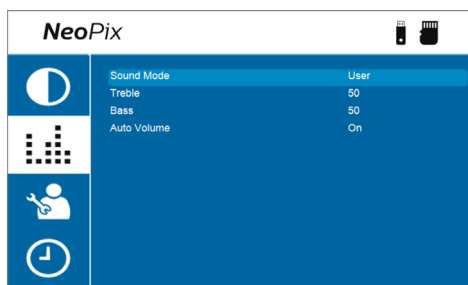 NeoPix
Sound Mode User
Treble 50
Bass 50
Auto Volume On